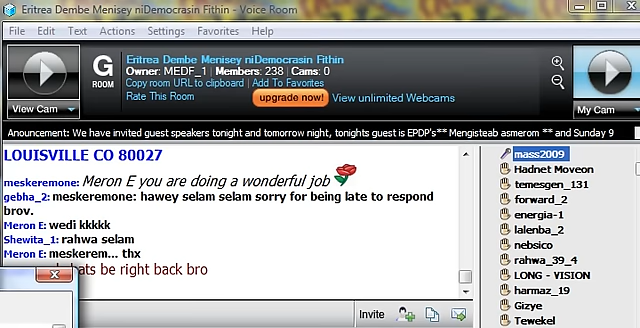 Eritrea Dembe Menisey niDemocrasin Fithin - Voice Room
File Edit Text Actions Settings Favorites Help
View Cam
G
ROOM
Eritrea Dembe Menisey niDemocrasin Fithin
Owner: MEDF_1 | Members: 238 | Cams: 0
Copy room URL to clipboard | Add To Favorites
Rate This Room
upgrade now! View unlimited Webcams
My Cam
Anouncement: We have invited guest speakers tonight and tomorrow night, tonights guest is EPDP's** Mengisteab asmerom ** and Sunday 9
LOUISVILLE CO 80027
meskeremone: Meron E you are doing a wonderful job
gebha_2: meskeremone: hawey selam selam sorry for being late to respond
brov.
Meron E: wedi kkkkk
Shewita_1: rahwa selam
Meron E: meskerem... thx
ats be right back bro
Invite
mass2009
Hadnet Moveon
temesgen_131
forward_2
energia-1
lalenba_2
nebsico
rahwa_39_4
LONG - VISION
harmaz_19
Gizye
Tewekel